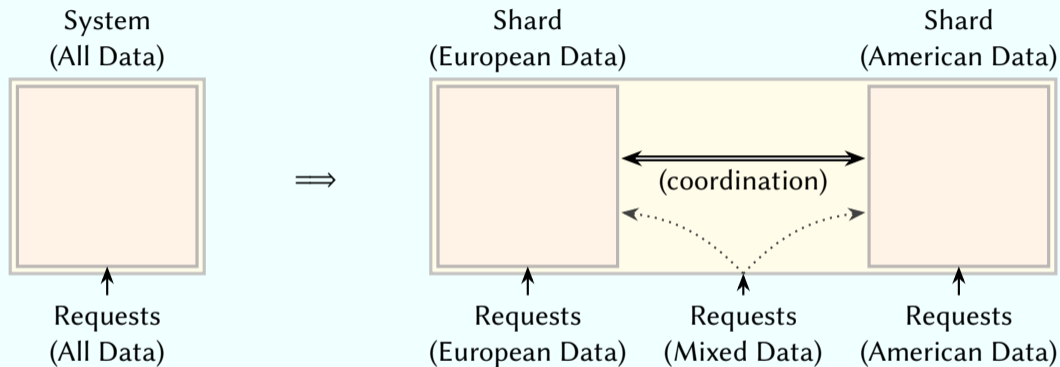 System
(All Data)
Shard
(European Data)
Shard
(American Data)
⟹
(coordination)
Requests
(All Data)
Requests
(European Data)
Requests
(Mixed Data)
Requests
(American Data)